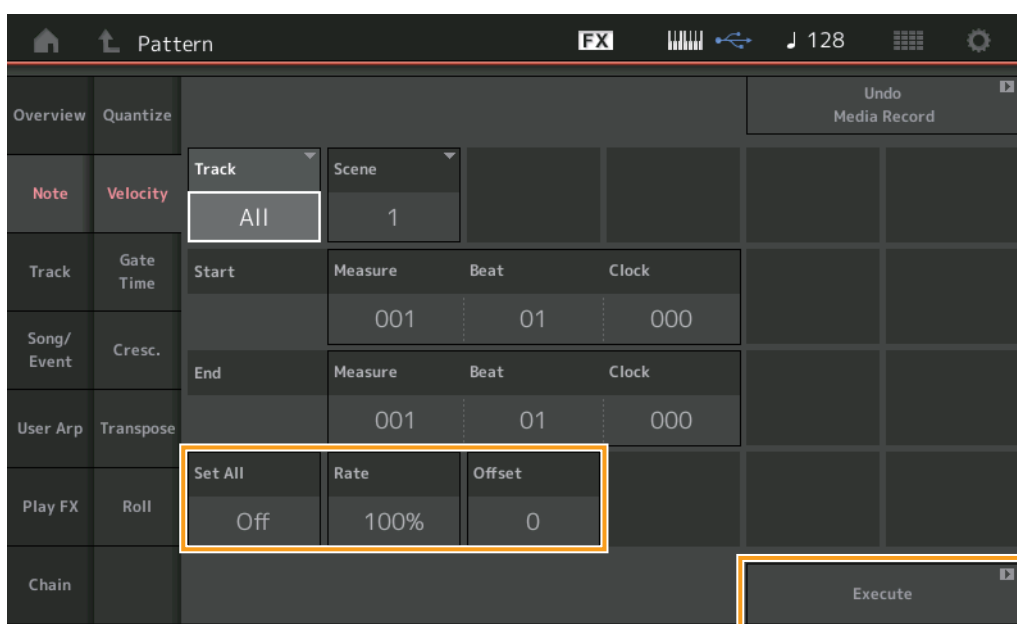 Pattern
FX
♩ 128
Overview
Quantize
Undo
Media Record
Note
Velocity
Track
Scene
All
1
Track
Gate
Time
Start
Measure
Beat
Clock
001
01
000
Song/
Event
Cresc.
End
Measure
Beat
Clock
001
01
000
User Arp
Transpose
Set All
Rate
Offset
Off
100%
0
Play FX
Roll
Chain
Execute